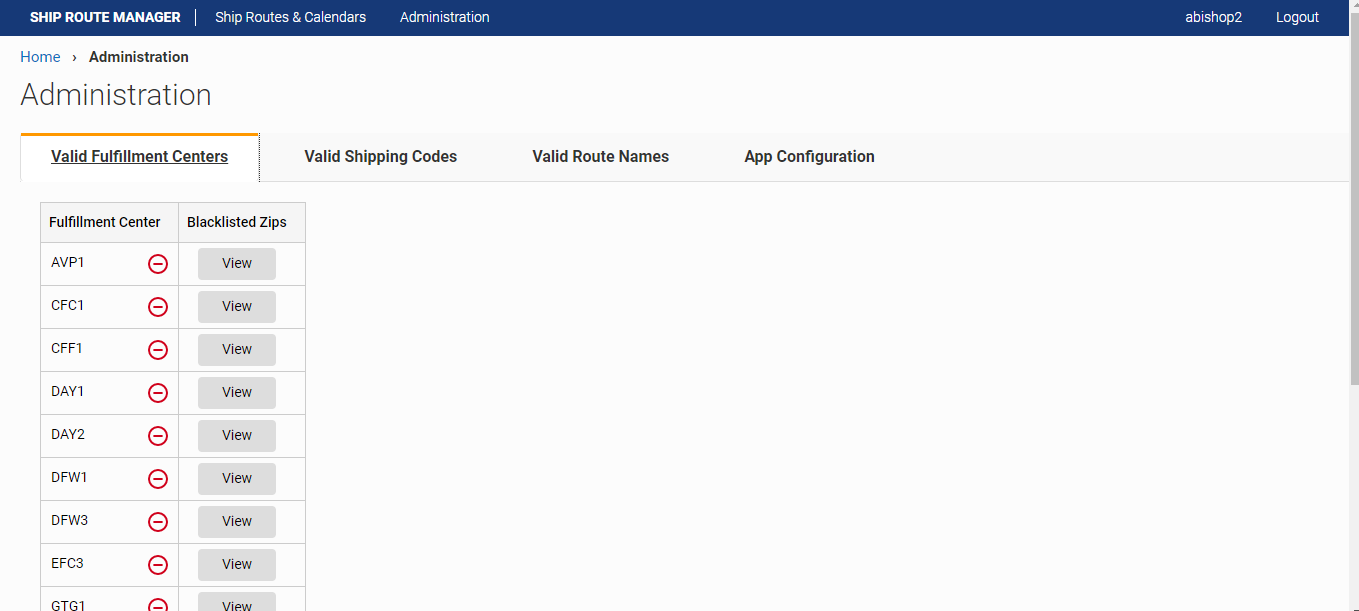 SHIP ROUTE MANAGER Ship Routes & Calendars Administration abishop2 Logout
Home › Administration
Administration
Valid Fulfillment Centers Valid Shipping Codes Valid Route Names App Configuration
Fulfillment Center Blacklisted Zips
AVP1 View
CFC1 View
CFF1 View
DAY1 View
DAY2 View
DFW1 View
DFW3 View
EFC3 View
GTG1 View